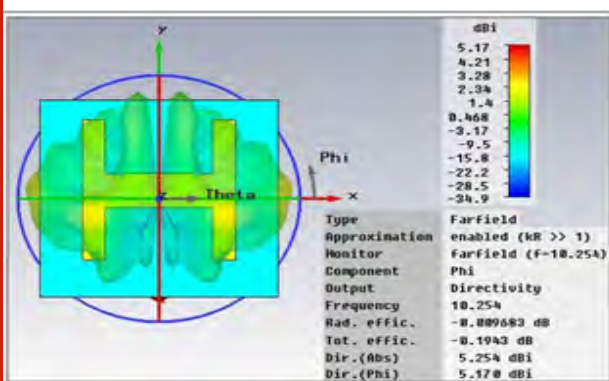 y
dBi
5.17
4.21
3.28
2.34
1.4
0.468
-3.17
-9.5
-15.8
-22.2
-28.5
-34.9
Phi
z Theta x
Type Farfield
Approximation enabled (kR >> 1)
Monitor farfield (f=10.254)
Component Phi
Output Directivity
Frequency 10.254
Rad. effic. -0.009683 dB
Tot. effic. -0.1943 dB
Dir.(Abs) 5.254 dBi
Dir.(Phi) 5.170 dBi